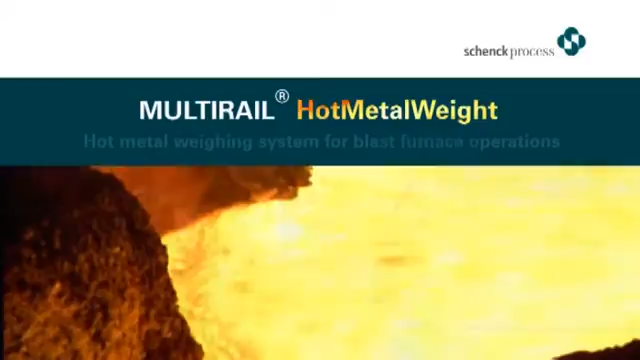 schenck process
MULTIRAIL® HotMetalWeight
Hot metal weighing system for blast furnace operations